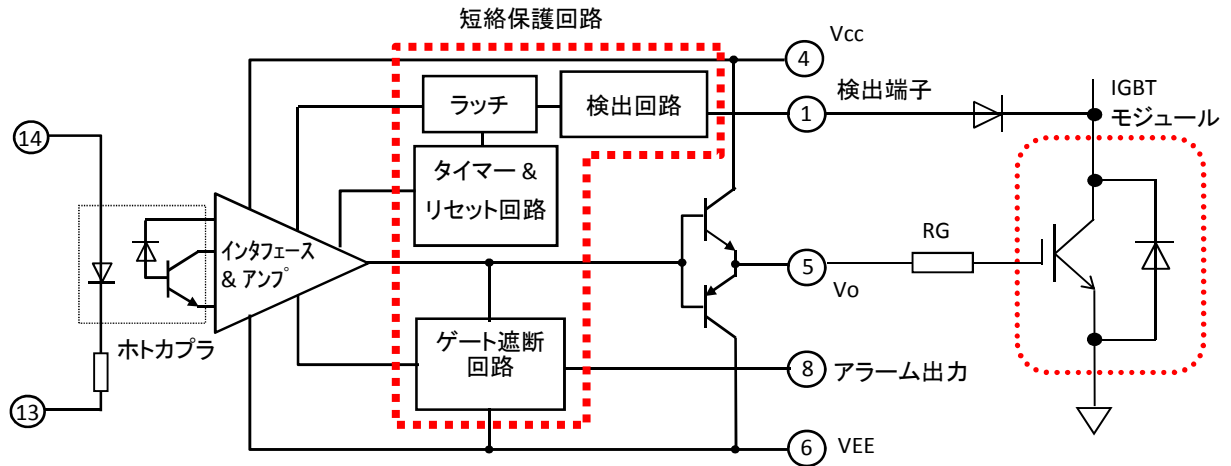 短絡保護回路
Vcc
④
ラッチ
検出回路
検出端子
①
IGBT
モジュール
⑭
タイマー &
リセット回路
インタフェース
& アンプ
RG
⑤
Vo
ホトカプラ
ゲート遮断
回路
⑧
アラーム出力
⑬
⑥
VEE